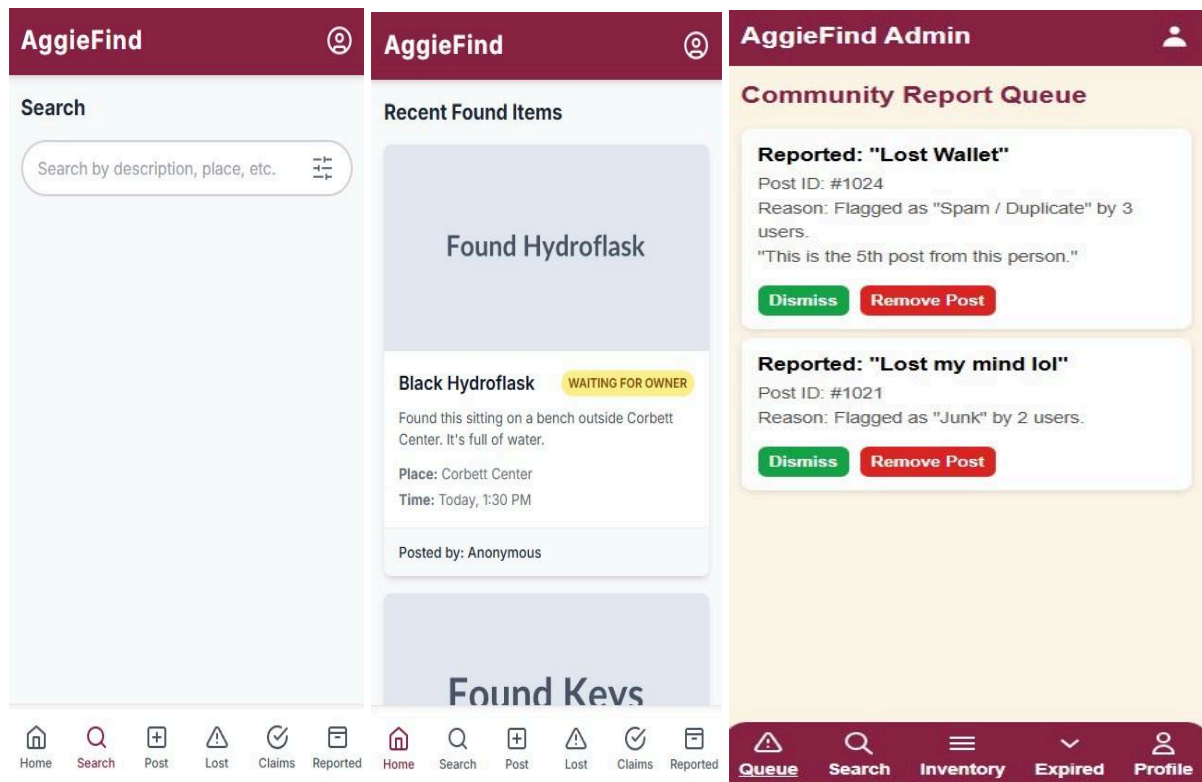 AggieFind
Search
Search by description, place, etc.
Home
Search
Post
Lost
Claims
Reported
AggieFind
Recent Found Items
Found Hydroflask
Black Hydroflask
WAITING FOR OWNER
Found this sitting on a bench outside Corbett
Center. It's full of water.
Place: Corbett Center
Time: Today, 1:30 PM
Posted by: Anonymous
Found Keys
Home
Search
Post
Lost
Claims
Reported
AggieFind Admin
Community Report Queue
Reported: "Lost Wallet"
Post ID: #1024
Reason: Flagged as "Spam / Duplicate" by 3
users.
"This is the 5th post from this person."
Dismiss
Remove Post
Reported: "Lost my mind lol"
Post ID: #1021
Reason: Flagged as "Junk" by 2 users.
Dismiss
Remove Post
Queue
Search
Inventory
Expired
Profile